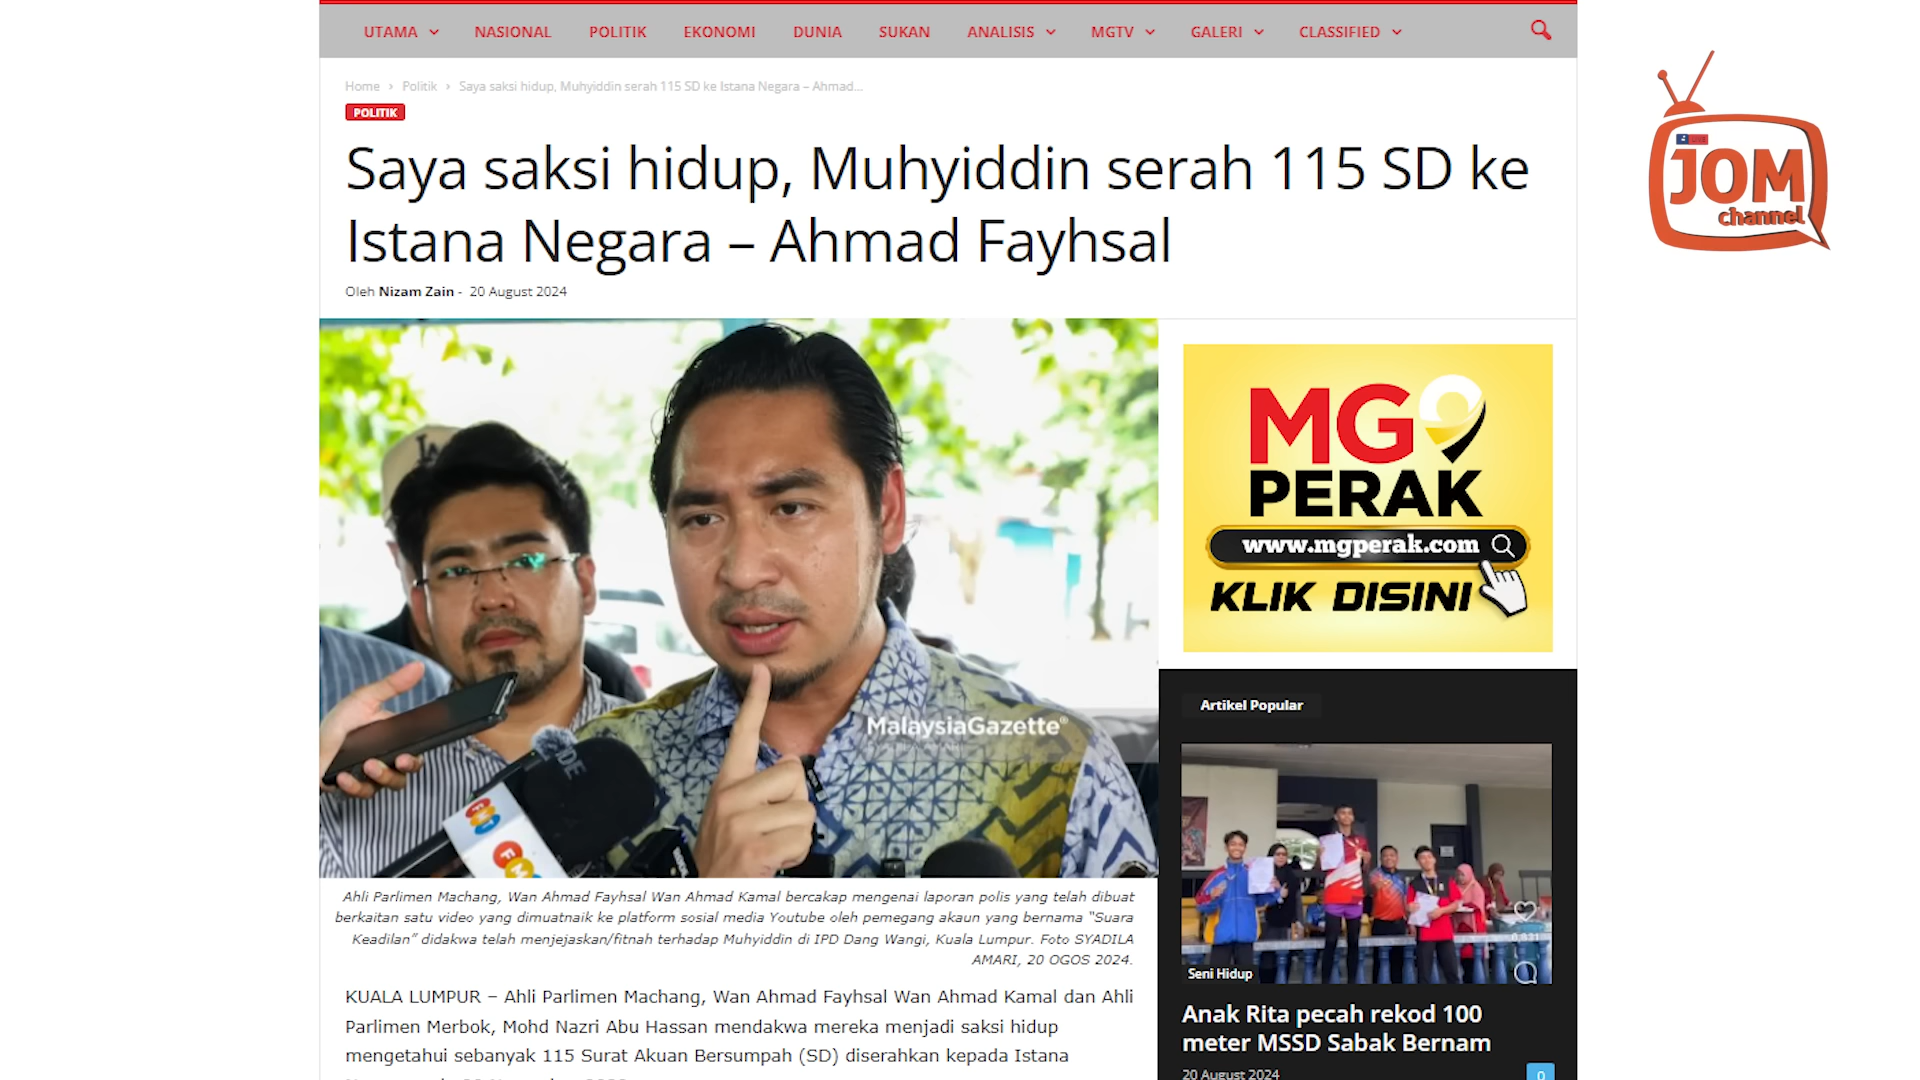 UTAMA NASIONAL POLITIK EKONOMI DUNIA SUKAN ANALISIS MGTV GALERI CLASSIFIED
Home › Politik › Saya saksi hidup, Muhyiddin serah 115 SD ke Istana Negara – Ahmad...
POLITIK
Saya saksi hidup, Muhyiddin serah 115 SD ke
Istana Negara – Ahmad Fayhsal
Oleh Nizam Zain - 20 August 2024
JOM
channel
MalaysiaGazette®
Ahli Parlimen Machang, Wan Ahmad Fayhsal Wan Ahmad Kamal bercakap mengenai laporan polis yang telah dibuat
berkaitan satu video yang dimuatnaik ke platform sosial media Youtube oleh pemegang akaun yang bernama "Suara
Keadilan" didakwa telah menjejaskan/fitnah terhadap Muhyiddin di IPD Dang Wangi, Kuala Lumpur. Foto SYADILA
AMARI, 20 OGOS 2024.
KUALA LUMPUR – Ahli Parlimen Machang, Wan Ahmad Fayhsal Wan Ahmad Kamal dan Ahli
Parlimen Merbok, Mohd Nazri Abu Hassan mendakwa mereka menjadi saksi hidup
mengetahui sebanyak 115 Surat Akuan Bersumpah (SD) diserahkan kepada Istana
MG
PERAK
www.mgperak.com
KLIK DISINI
Artikel Popular
Seni Hidup
Anak Rita pecah rekod 100
meter MSSD Sabak Bernam
20 August 2024
0